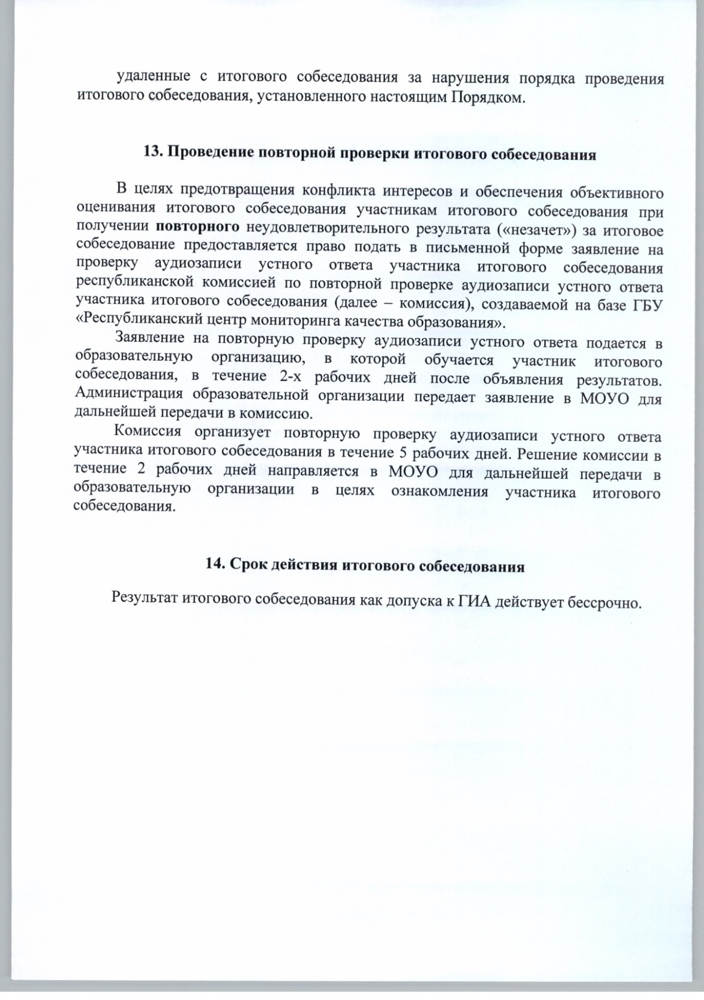 удаленные с итогового собеседования за нарушения порядка проведения
итогового собеседования, установленного настоящим Порядком.
13. Проведение повторной проверки итогового собеседования
В целях предотвращения конфликта интересов и обеспечения объективного
оценивания итогового собеседования участникам итогового собеседования при
получении повторного неудовлетворительного результата («незачет») за итоговое
собеседование предоставляется право подать в письменной форме заявление на
проверку аудиозаписи устного ответа участника итогового собеседования
республиканской комиссией по повторной проверке аудиозаписи устного ответа
участника итогового собеседования (далее – комиссия), создаваемой на базе ГБУ
«Республиканский центр мониторинга качества образования».
Заявление на повторную проверку аудиозаписи устного ответа подается в
образовательную организацию, в которой обучается участник итогового
собеседования, в течение 2-х рабочих дней после объявления результатов.
Администрация образовательной организации передает заявление в МОУО для
дальнейшей передачи в комиссию.
Комиссия организует повторную проверку аудиозаписи устного ответа
участника итогового собеседования в течение 5 рабочих дней. Решение комиссии в
течение 2 рабочих дней направляется в МОУО для дальнейшей передачи в
образовательную организации в целях ознакомления участника итогового
собеседования.
14. Срок действия итогового собеседования
Результат итогового собеседования как допуска к ГИА действует бессрочно.